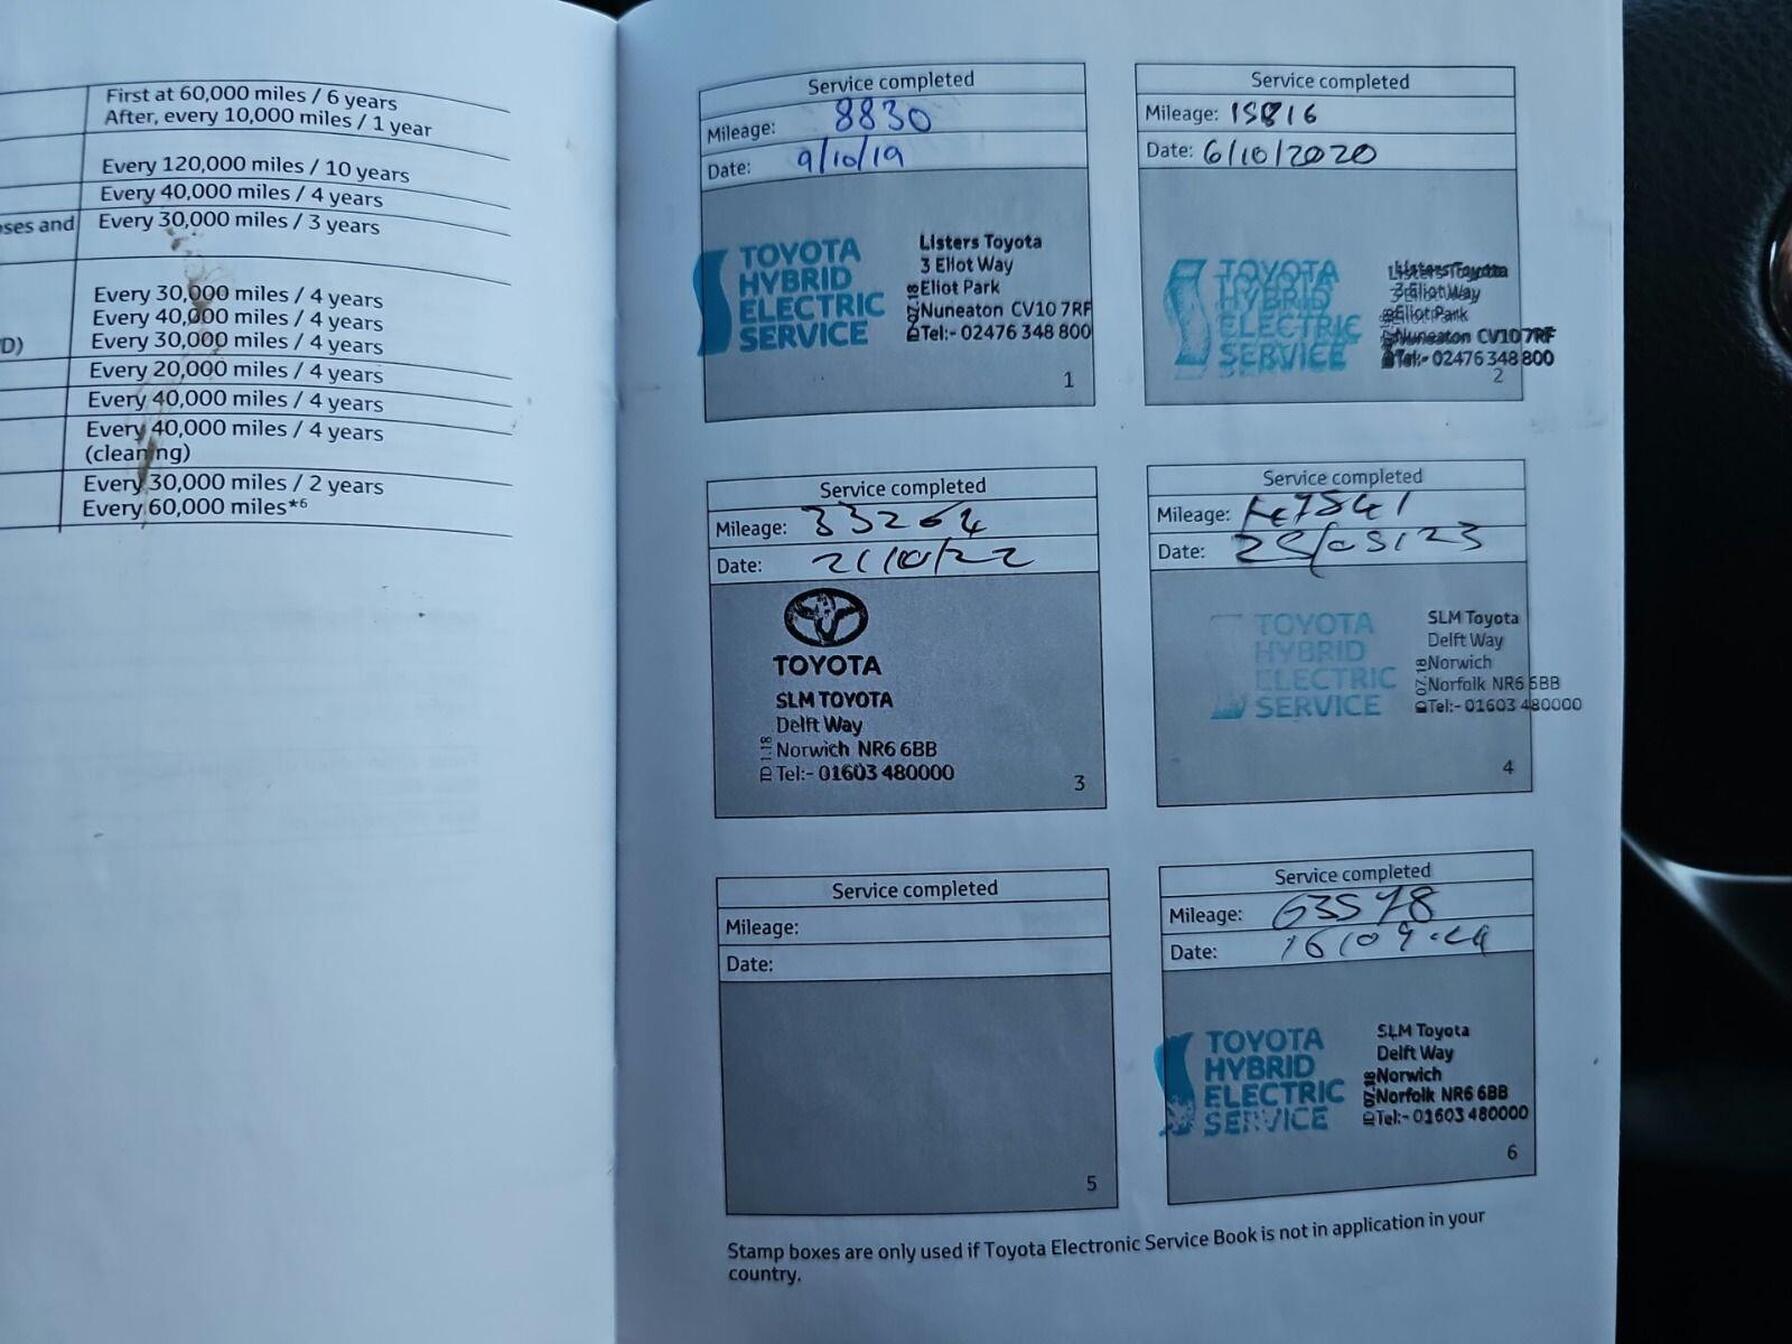 First at 60,000 miles / 6 years
After, every 10,000 miles / 1 year
Every 120,000 miles / 10 years
Every 40,000 miles / 4 years
ses and Every 30,000 miles / 3 years
Every 30,000 miles / 4 years
Every 40,000 miles / 4 years
D) Every 30,000 miles / 4 years
Every 20,000 miles / 4 years
Every 40,000 miles / 4 years
Every 40,000 miles / 4 years
(cleaning)
Every 30,000 miles / 2 years
Every 60,000 miles*6
Service completed
Mileage: 8830
Date: 9/10/19
TOYOTA
HYBRID
ELECTRIC
SERVICE
Listers Toyota
3 Eliot Way
Eliot Park
Nuneaton CV10 7RF
Tel:- 02476 348 800
1
Service completed
Mileage: 15816
Date: 6/10/2020
TOYOTA
HYBRID
ELECTRIC
SERVICE
Listers Toyota
3 Eliot Way
Eliot Park
Nuneaton CV10 7RF
Tel:- 02476 348 800
2
Service completed
Mileage: 33264
Date: 21/10/22
TOYOTA
SLM TOYOTA
Delft Way
Norwich NR6 6BB
Tel:- 01603 480000
ID 1:18
3
Service completed
Mileage:
Date:
TOYOTA
HYBRID
ELECTRIC
SERVICE
SLM Toyota
Delft Way
Norwich
Norfolk NR6 6BB
Tel:- 01603 480000
ID 07:18
4
Service completed
Mileage:
Date:
5
Service completed
Mileage: 63578
Date:
TOYOTA
HYBRID
ELECTRIC
SERVICE
SLM Toyota
Delft Way
Norwich
Norfolk NR6 6BB
Tel:- 01603 480000
ID 07:18
6
Stamp boxes are only used if Toyota Electronic Service Book is not in application in your
country.